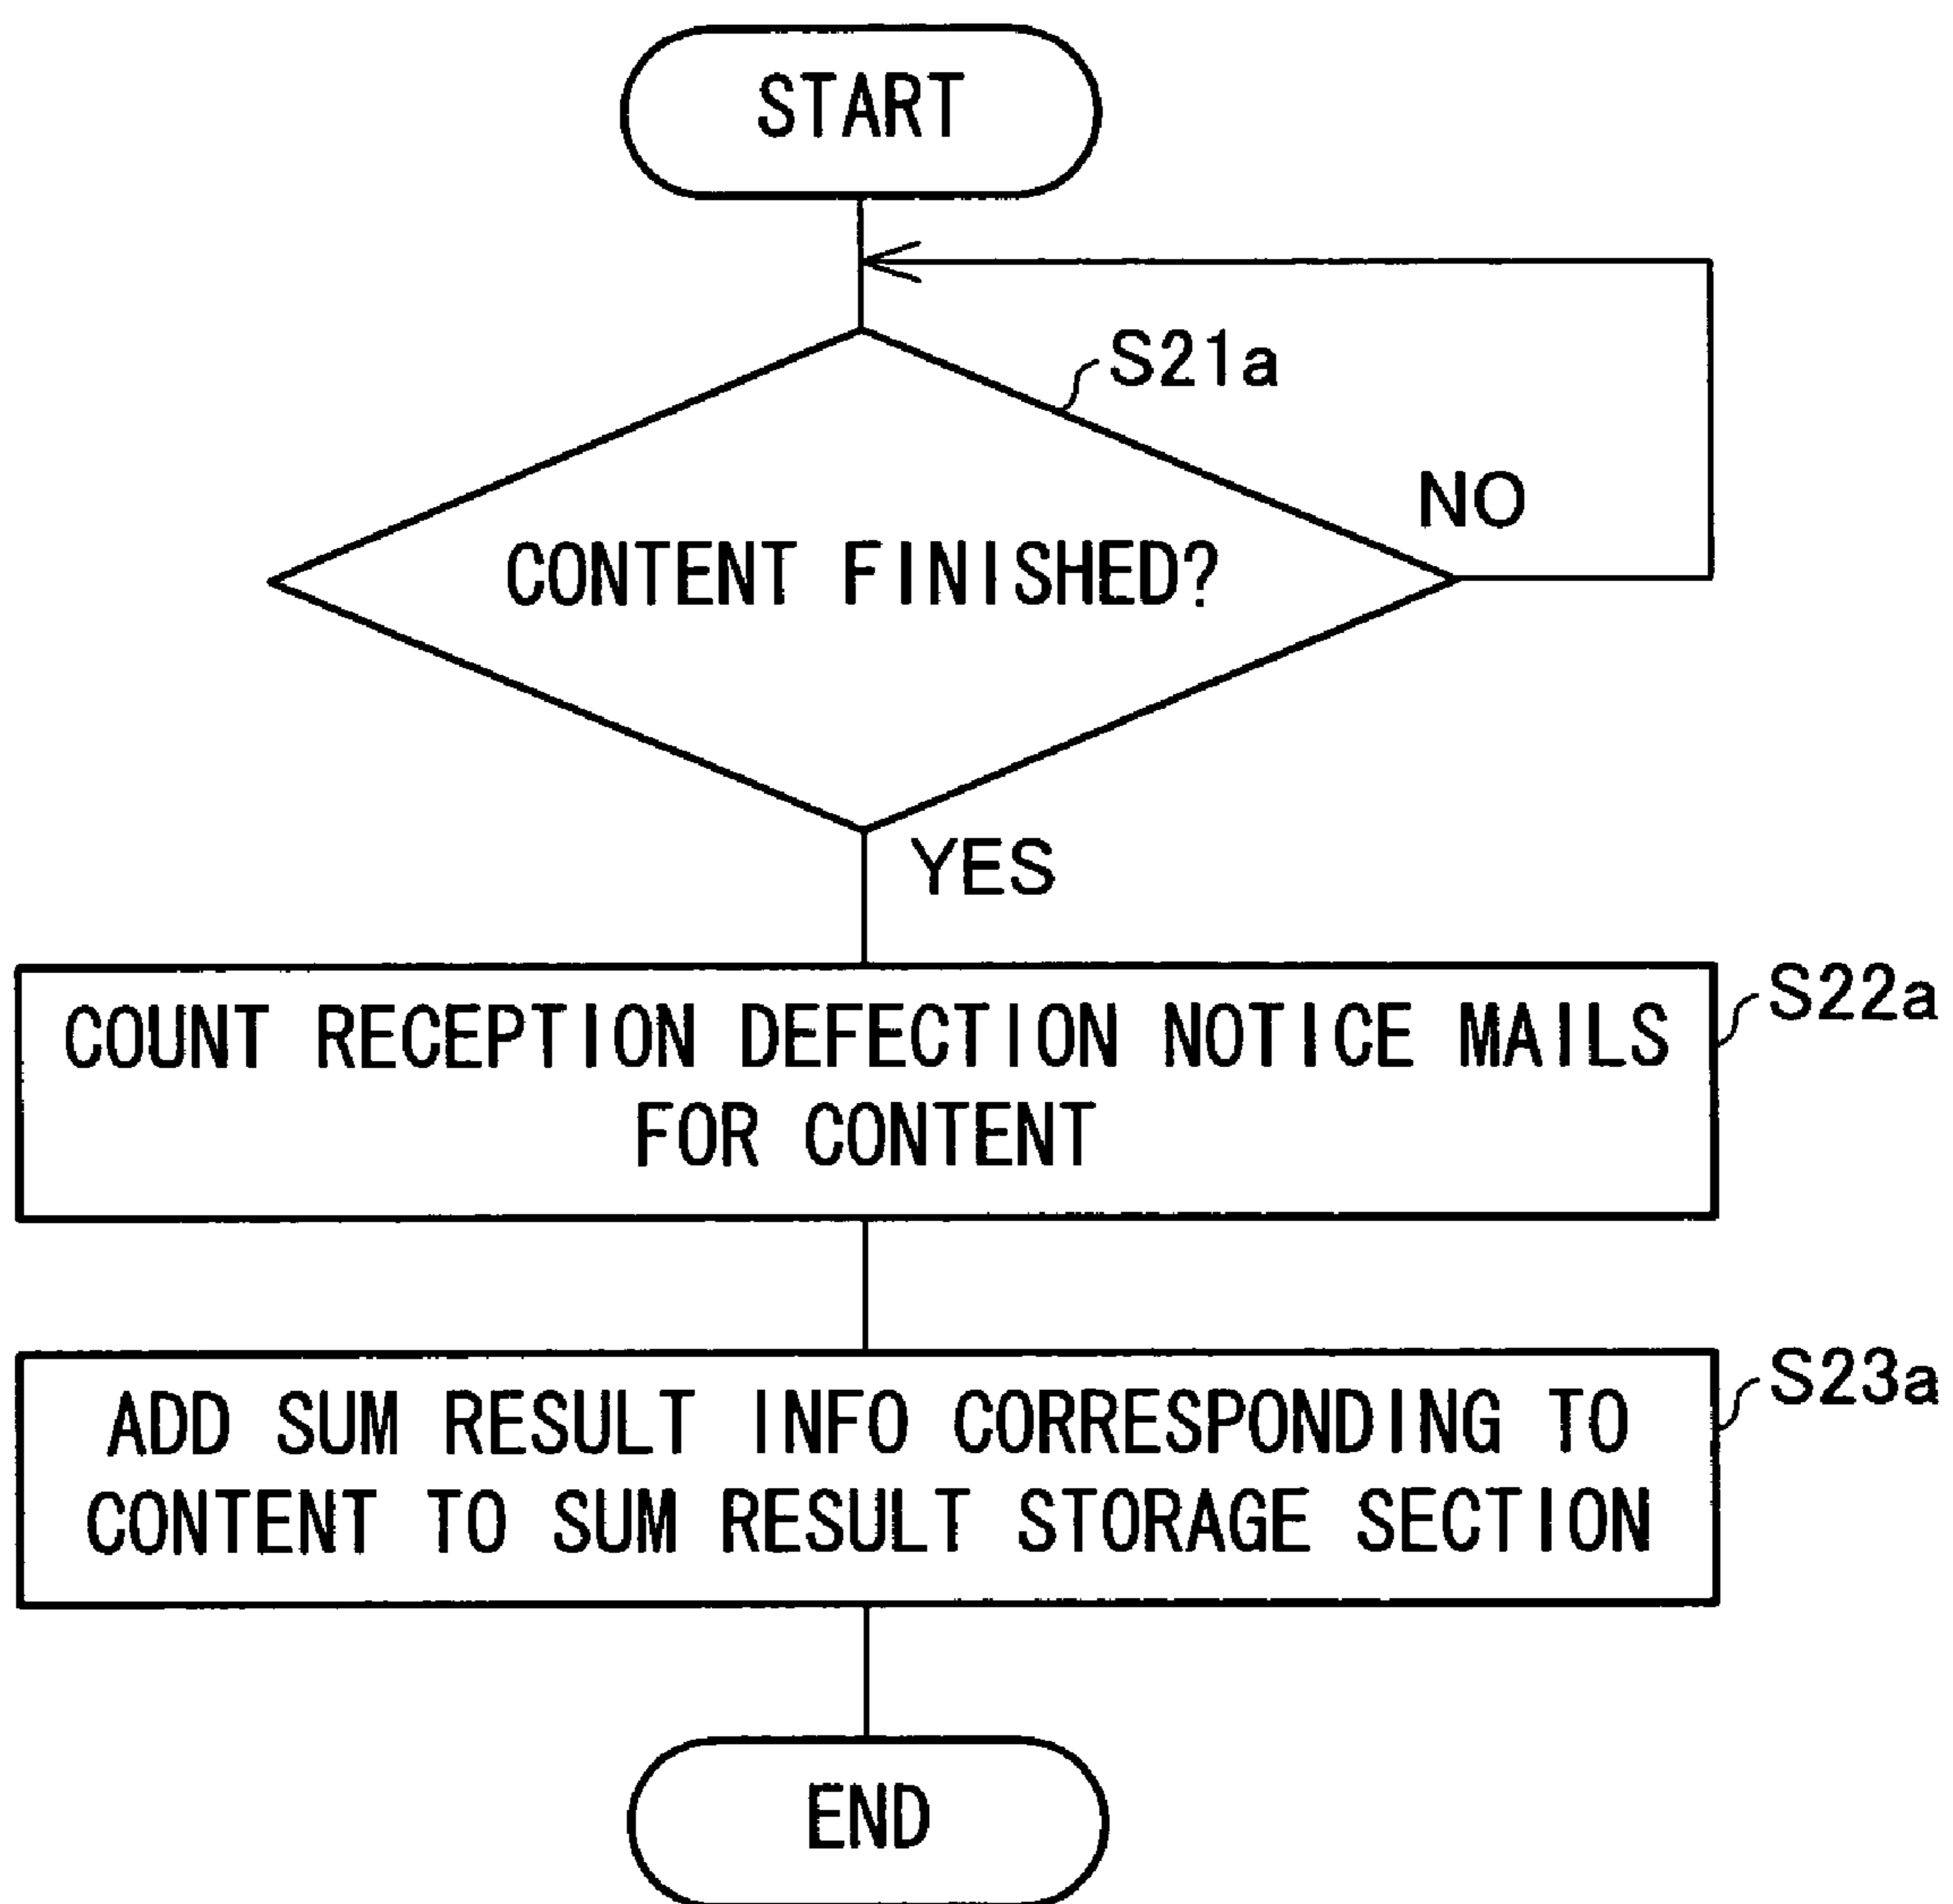 START
S21a
NO
CONTENT FINISHED?
YES
S22a
COUNT RECEPTION DEFECTION NOTICE MAILS
FOR CONTENT
S23a
ADD SUM RESULT INFO CORRESPONDING TO
CONTENT TO SUM RESULT STORAGE SECTION
END